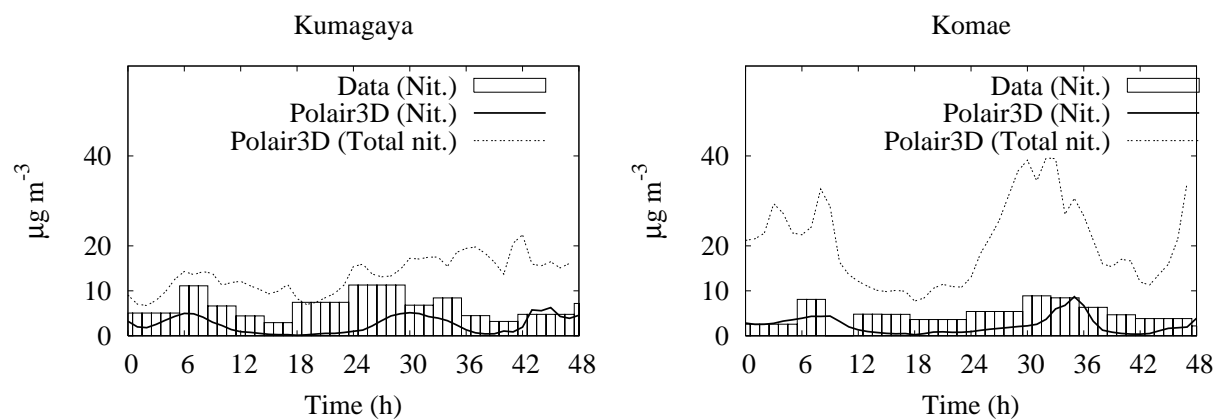 Kumagaya
Data (Nit.)
Polair3D (Nit.)
Polair3D (Total nit.)
µg m-3
40
20
10
0
0 6 12 18 24 30 36 42 48
Time (h)
Komae
Data (Nit.)
Polair3D (Nit.)
Polair3D (Total nit.)
µg m-3
40
20
10
0
0 6 12 18 24 30 36 42 48
Time (h)